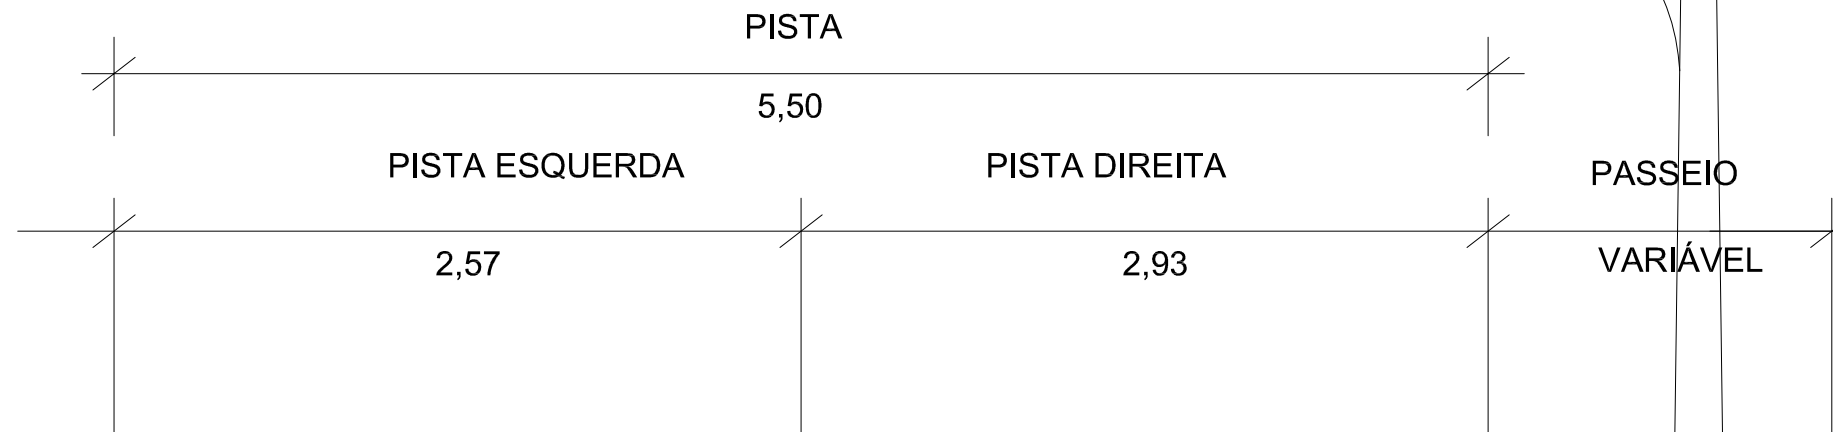 PISTA
5,50
PISTA ESQUERDA
PISTA DIREITA
PASSEIO
2,57
2,93
VARIÁVEL